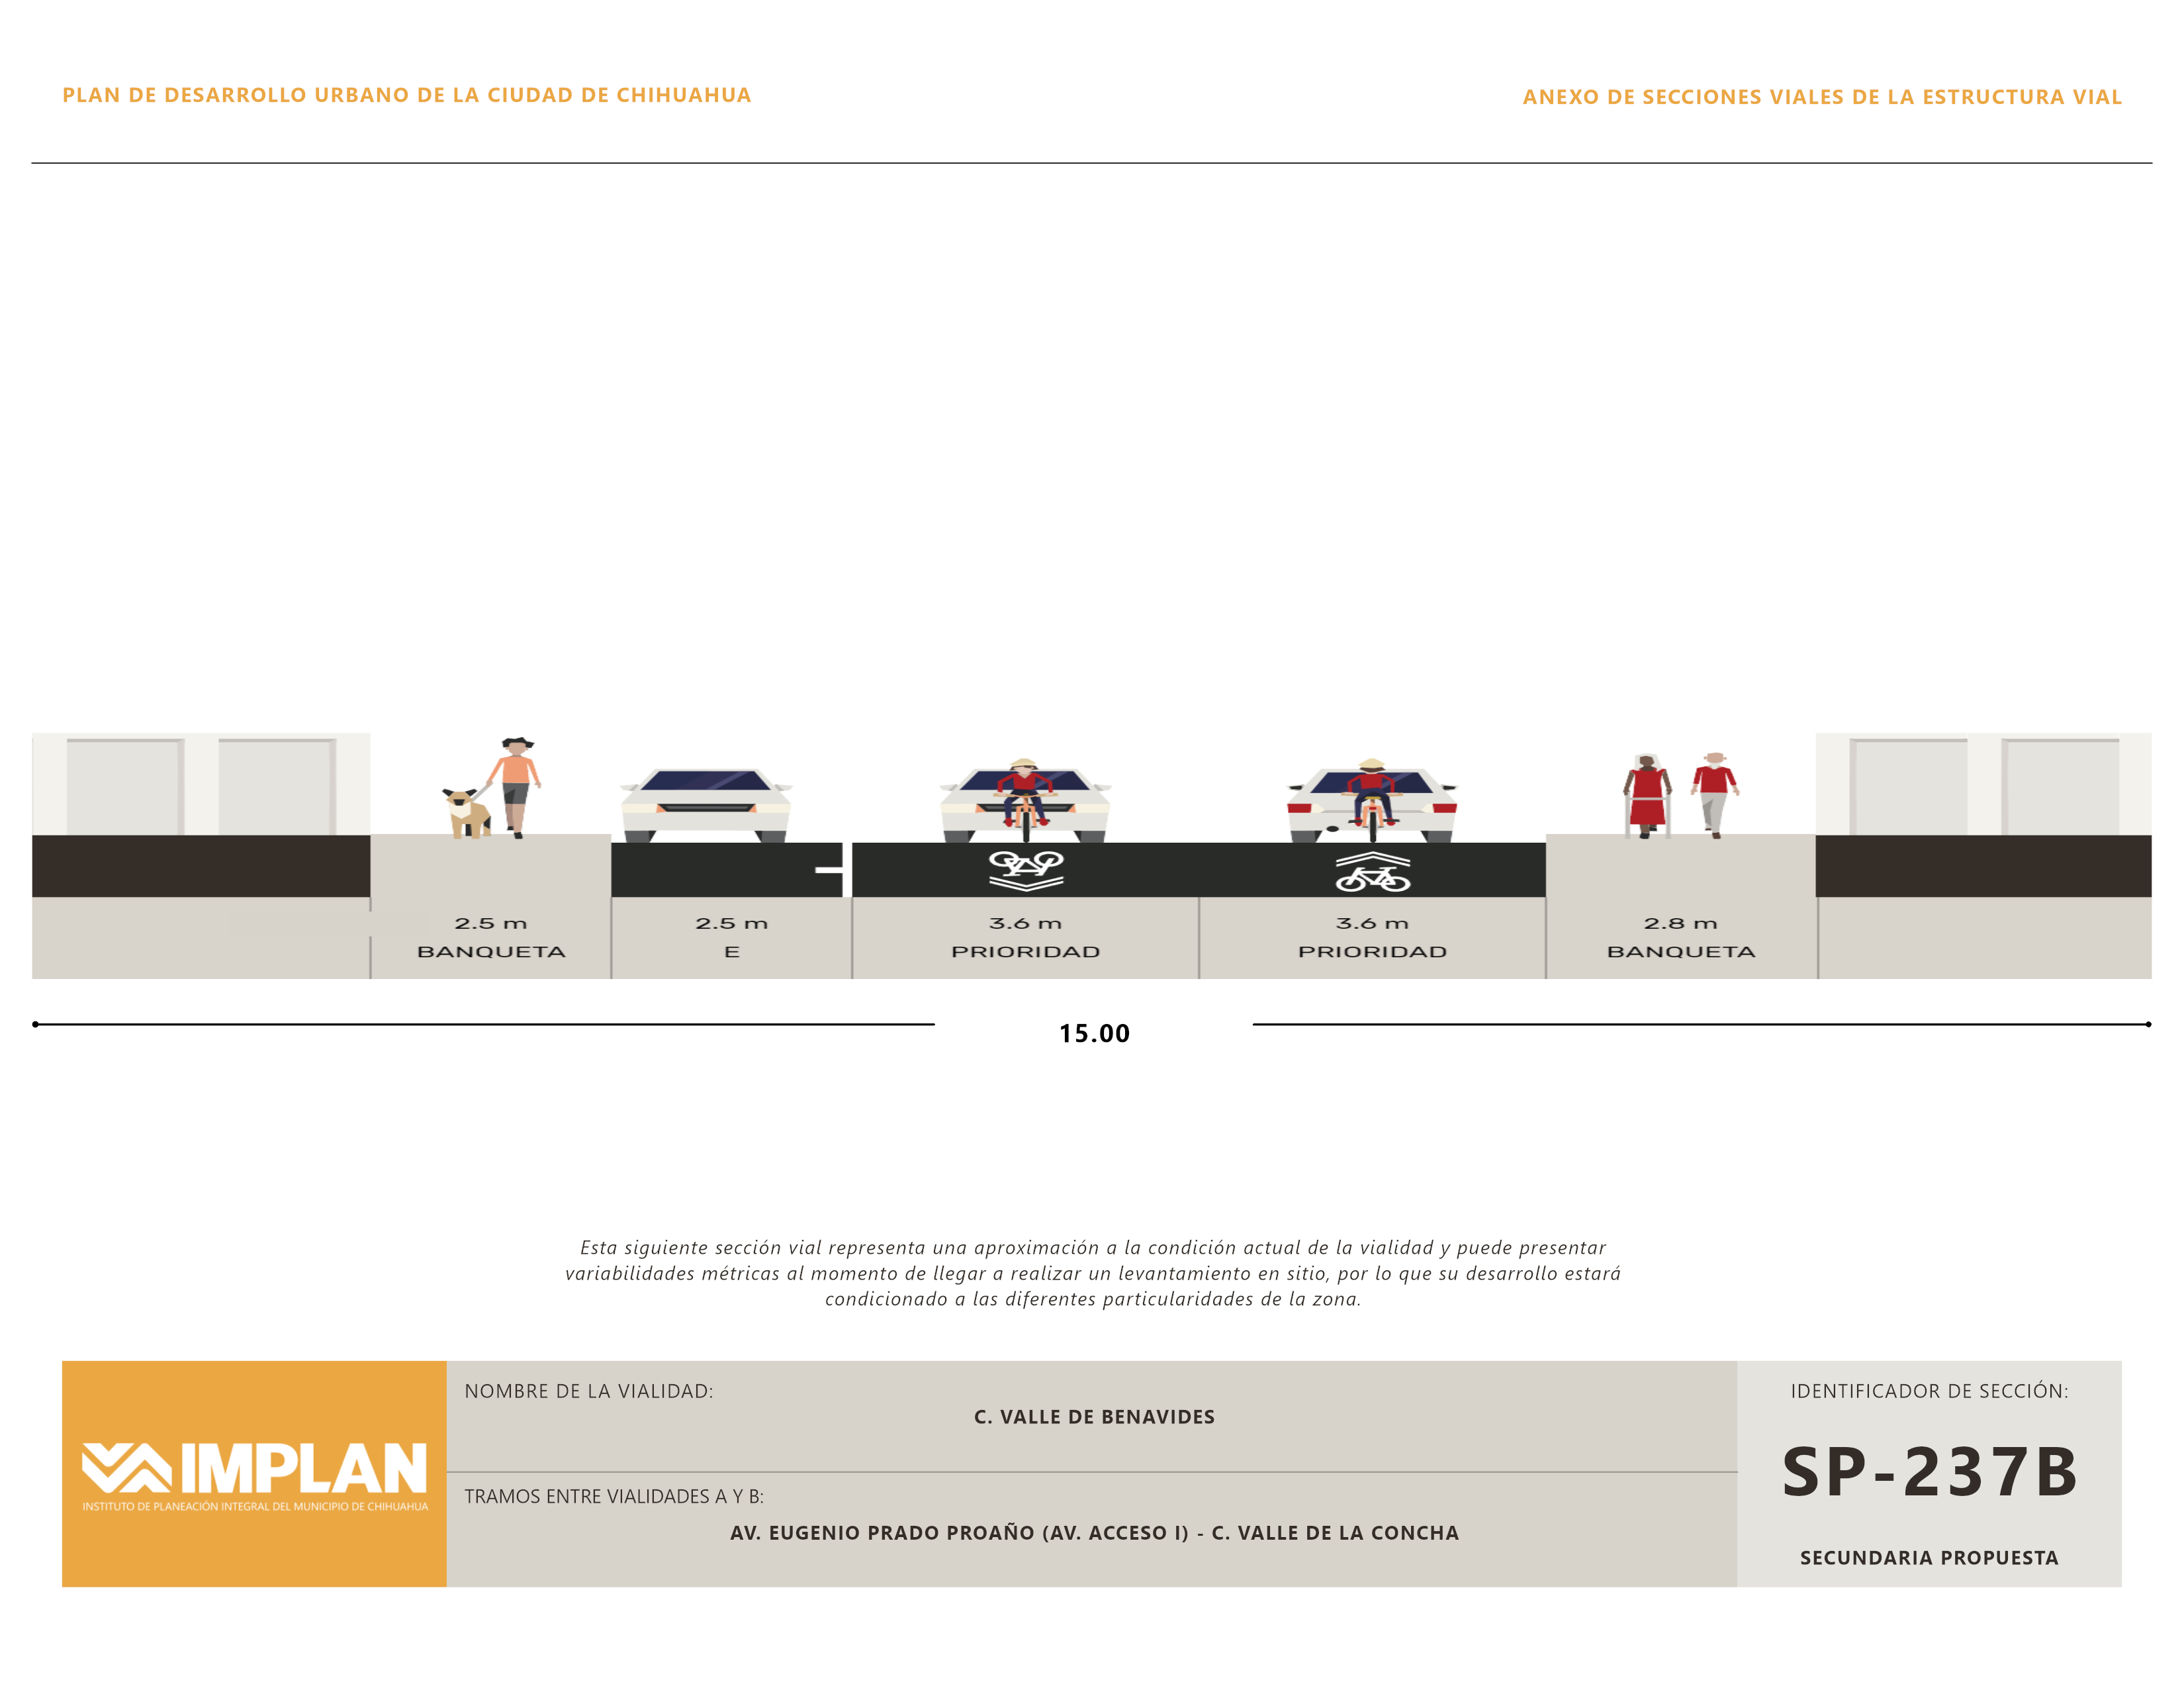 PLAN DE DESARROLLO URBANO DE LA CIUDAD DE CHIHUAHUA
ANEXO DE SECCIONES VIALES DE LA ESTRUCTURA VIAL
2.5 m
BANQUETA
2.5 m
E
3.6 m
PRIORIDAD
3.6 m
PRIORIDAD
2.8 m
BANQUETA
15.00
Esta siguiente sección vial representa una aproximación a la condición actual de la vialidad y puede presentar
variabilidades métricas al momento de llegar a realizar un levantamiento en sitio, por lo que su desarrollo estará
condicionado a las diferentes particularidades de la zona.
IMPLAN
INSTITUTO DE PLANEACIÓN INTEGRAL DEL MUNICIPIO DE CHIHUAHUA
NOMBRE DE LA VIALIDAD:
C. VALLE DE BENAVIDES
TRAMOS ENTRE VIALIDADES A Y B:
AV. EUGENIO PRADO PROAÑO (AV. ACCESO I) - C. VALLE DE LA CONCHA
IDENTIFICADOR DE SECCIÓN:
SP-237B
SECUNDARIA PROPUESTA